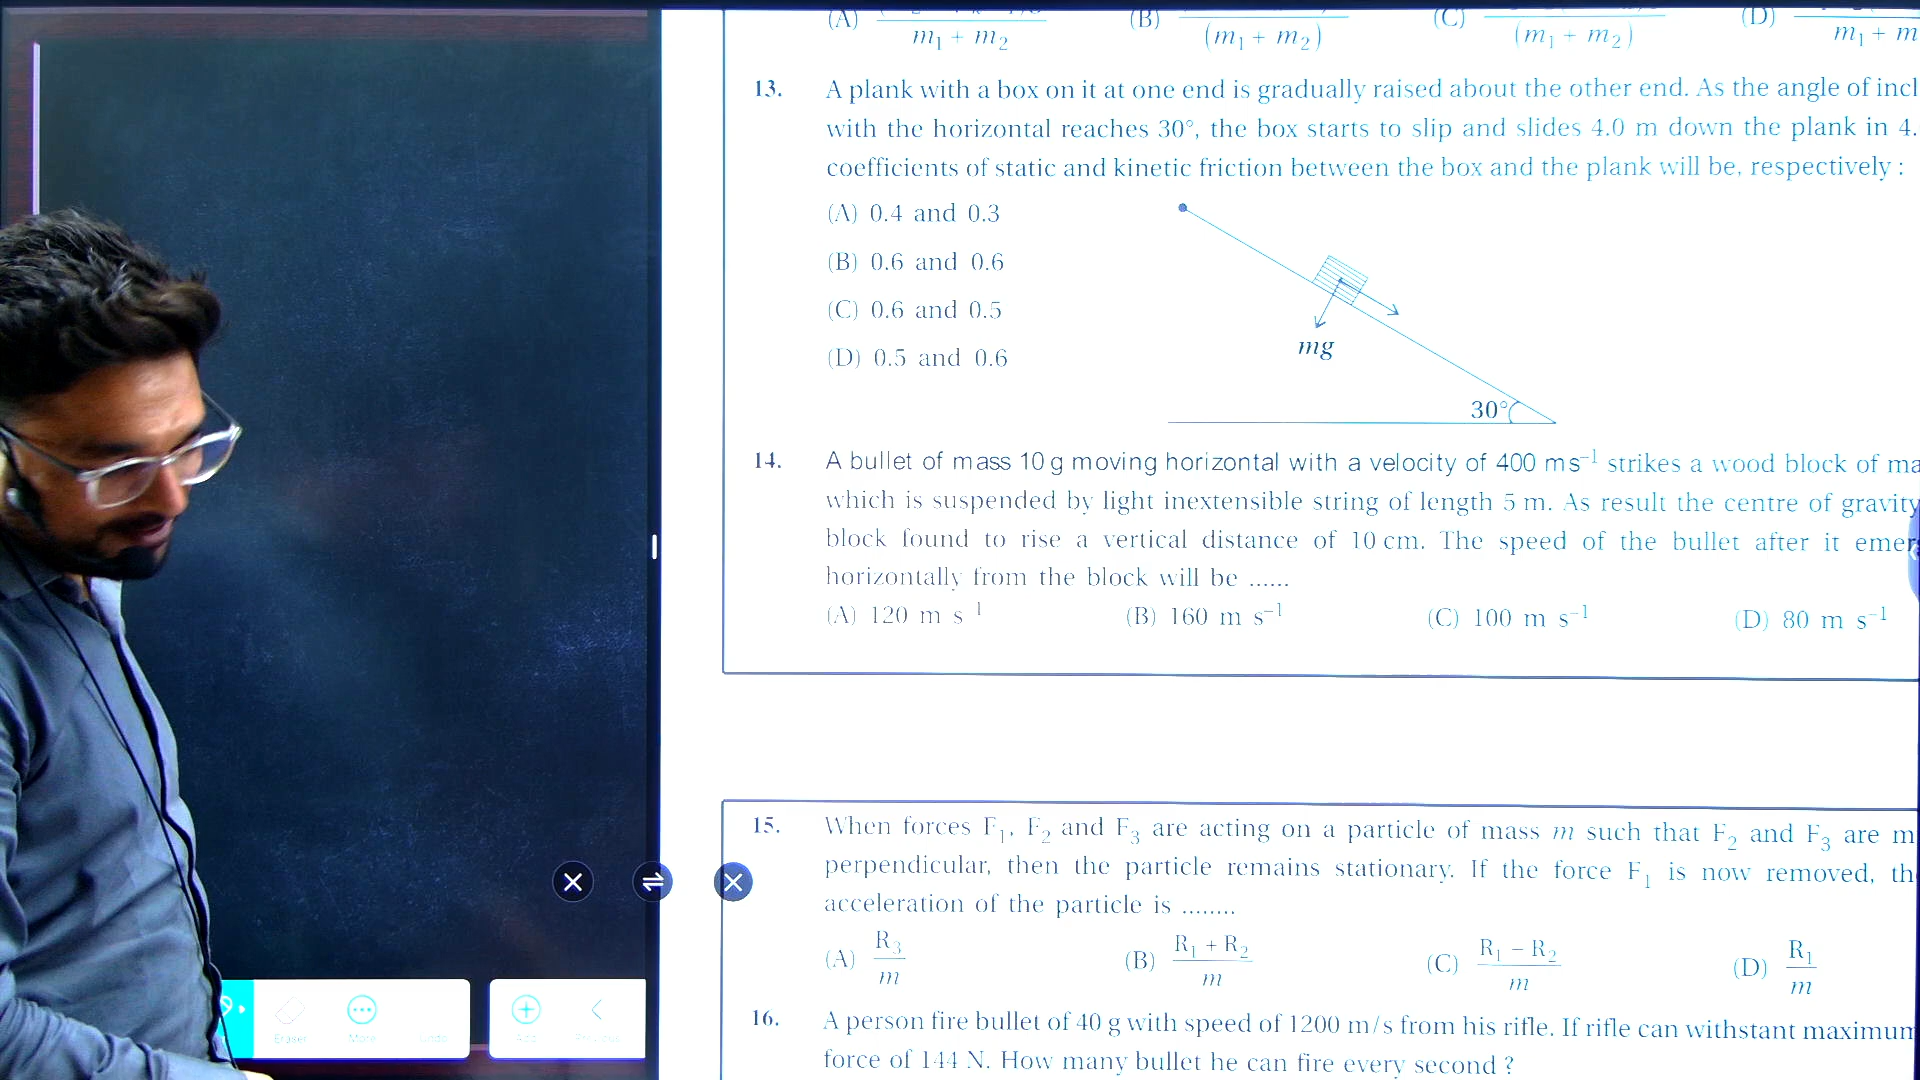 (A) m₁ + m₂ (B) (m₁ + m₂) (C) (m₁ + m₂) (D) m₁ + m
13. A plank with a box on it at one end is gradually raised about the other end. As the angle of incl
with the horizontal reaches 30°, the box starts to slip and slides 4.0 m down the plank in 4.
coefficients of static and kinetic friction between the box and the plank will be, respectively :
(A) 0.4 and 0.3
(B) 0.6 and 0.6
(C) 0.6 and 0.5
(D) 0.5 and 0.6
mg
30°
14. A bullet of mass 10 g moving horizontal with a velocity of 400 ms⁻¹ strikes a wood block of ma
which is suspended by light inextensible string of length 5 m. As result the centre of gravity
block found to rise a vertical distance of 10 cm. The speed of the bullet after it emer
horizontally from the block will be ......
(A) 120 m s⁻¹ (B) 160 m s⁻¹ (C) 100 m s⁻¹ (D) 80 m s⁻¹
15. When forces F₁, F₂ and F₃ are acting on a particle of mass m such that F₂ and F₃ are m
perpendicular, then the particle remains stationary. If the force F₁ is now removed, th
acceleration of the particle is ........
(A) R₃/m (B) (R₁ + R₂)/m (C) (R₁ − R₂)/m (D) R₁/m
16. A person fire bullet of 40 g with speed of 1200 m/s from his rifle. If rifle can withstant maximum
force of 144 N. How many bullet he can fire every second ?
Eraser More Undo Add Previous